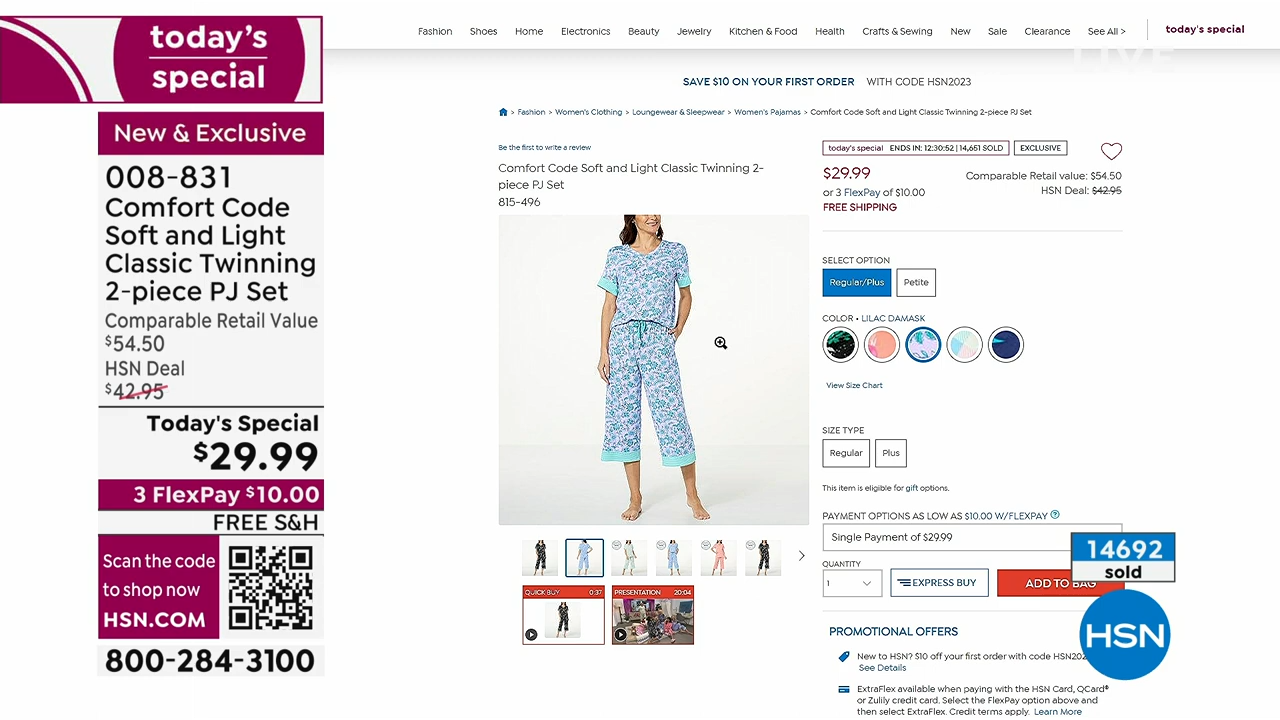 today's
special
New & Exclusive
008-831
Comfort Code
Soft and Light
Classic Twinning
2-piece PJ Set
Comparable Retail Value
$54.50
HSN Deal
$42.95
Today's Special
$29.99
3 FlexPay $10.00
FREE S&H
Scan the code
to shop now
HSN.COM
800-284-3100
Fashion Shoes Home Electronics Beauty Jewelry Kitchen & Food Health Crafts & Sewing New Sale Clearance See All > today's special
LIVE
SAVE $10 ON YOUR FIRST ORDER WITH CODE HSN2023
> Fashion > Women's Clothing > Loungewear & Sleepwear > Women's Pajamas > Comfort Code Soft and Light Classic Twinning 2-piece PJ Set
Be the first to write a review
Comfort Code Soft and Light Classic Twinning 2-
piece PJ Set
815-496
today's special ENDS IN: 12:30:52 | 14,651 SOLD EXCLUSIVE
$29.99
or 3 FlexPay of $10.00
FREE SHIPPING
Comparable Retail value: $54.50
HSN Deal: $42.95
SELECT OPTION
Regular/Plus Petite
COLOR • LILAC DAMASK
View Size Chart
SIZE TYPE
Regular Plus
This item is eligible for gift options.
PAYMENT OPTIONS AS LOW AS $10.00 W/FLEXPAY ?
Single Payment of $29.99
QUANTITY
1
EXPRESS BUY
ADD TO BAG
14692
sold
HSN
QUICK BUY 0:37
PRESENTATION 20:04
PROMOTIONAL OFFERS
New to HSN? $10 off your first order with code HSN202
See Details
ExtraFlex available when paying with the HSN Card, QCard®
or Zulily credit card. Select the FlexPay option above and
then select ExtraFlex. Credit terms apply. Learn More